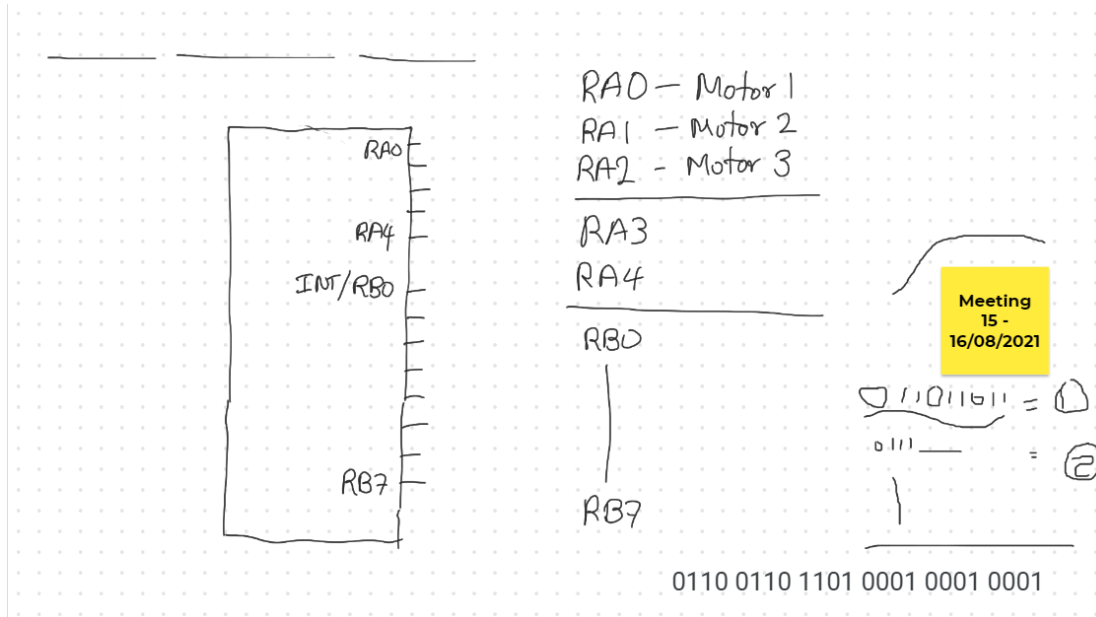 RA0
RA4
INT/RB0
RB7
RA0 - Motor 1
RA1 - Motor 2
RA2 - Motor 3
RA3
RA4
RB0
RB7
Meeting
15 -
16/08/2021
011011011 = 1
0111 = 2
0110 0110 1101 0001 0001 0001